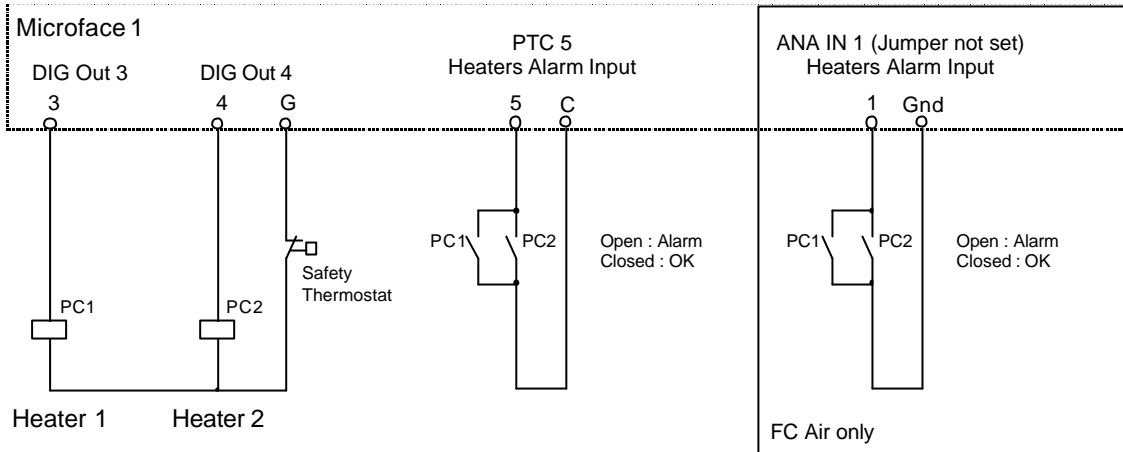 Microface 1
DIG Out 3
DIG Out 4
PTC 5
Heaters Alarm Input
ANA IN 1 (Jumper not set)
Heaters Alarm Input
3
4
G
5
C
1
Gnd
PC1
PC2
Open : Alarm
Closed : OK
PC1
PC2
Open : Alarm
Closed : OK
Safety
Thermostat
PC1
PC2
Heater 1
Heater 2
FC Air only